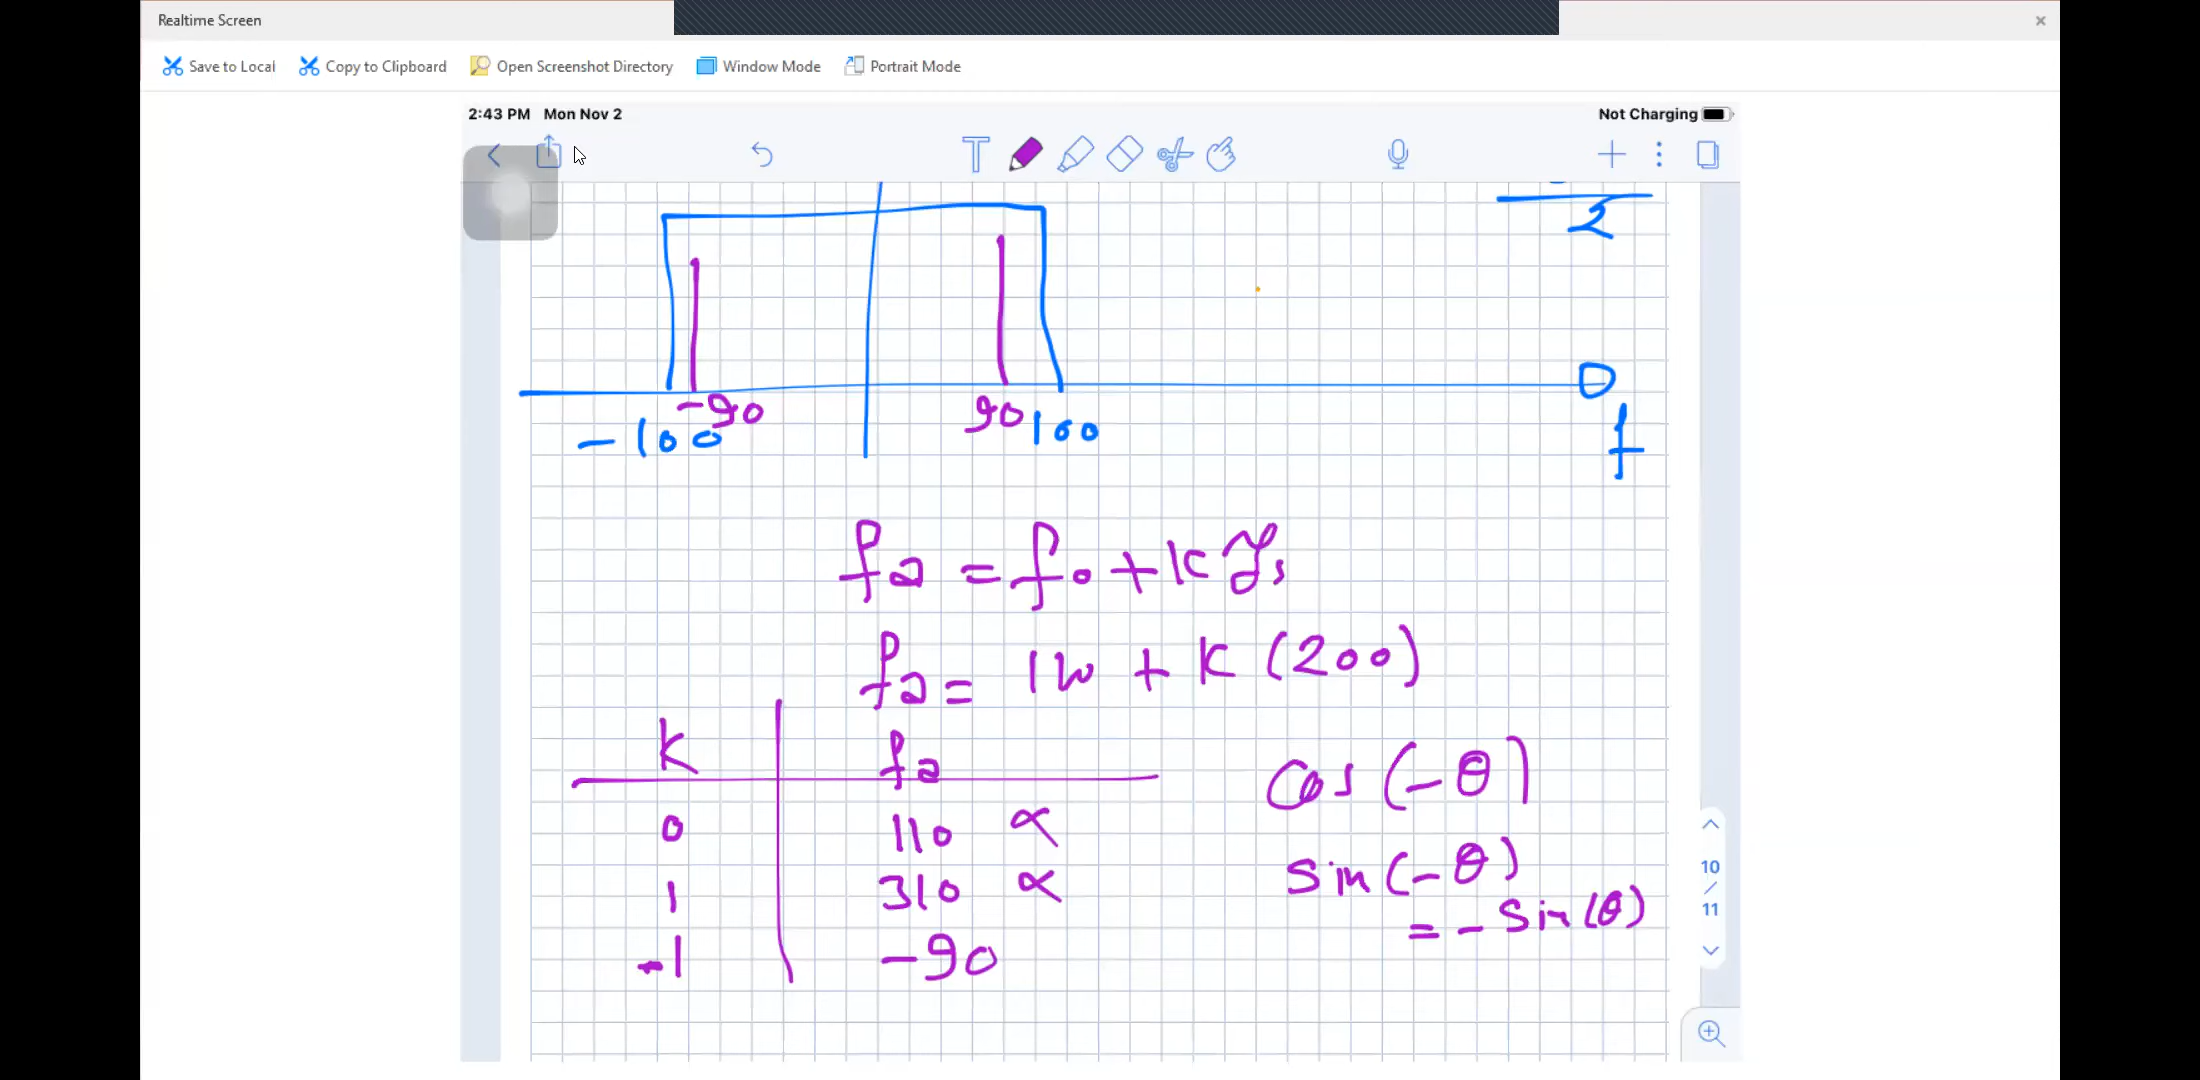 Realtime Screen
Save to Local Copy to Clipboard Open Screenshot Directory Window Mode Portrait Mode
2:43 PM Mon Nov 2 Not Charging
2
-90 90
-100 100
f
fa = fo + k fs
fa = 110 + k (200)
k fa
0 110 α
1 310 α
-1 -90
Cos (-θ)
Sin (-θ)
= - Sin (θ)
10
/
11